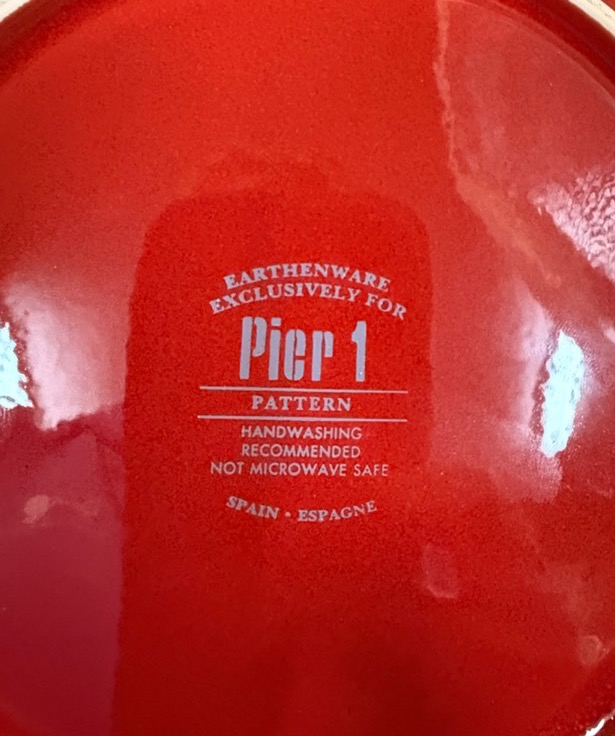 EARTHENWARE
EXCLUSIVELY FOR
Pier 1
PATTERN
HANDWASHING
RECOMMENDED
NOT MICROWAVE SAFE
SPAIN • ESPAGNE